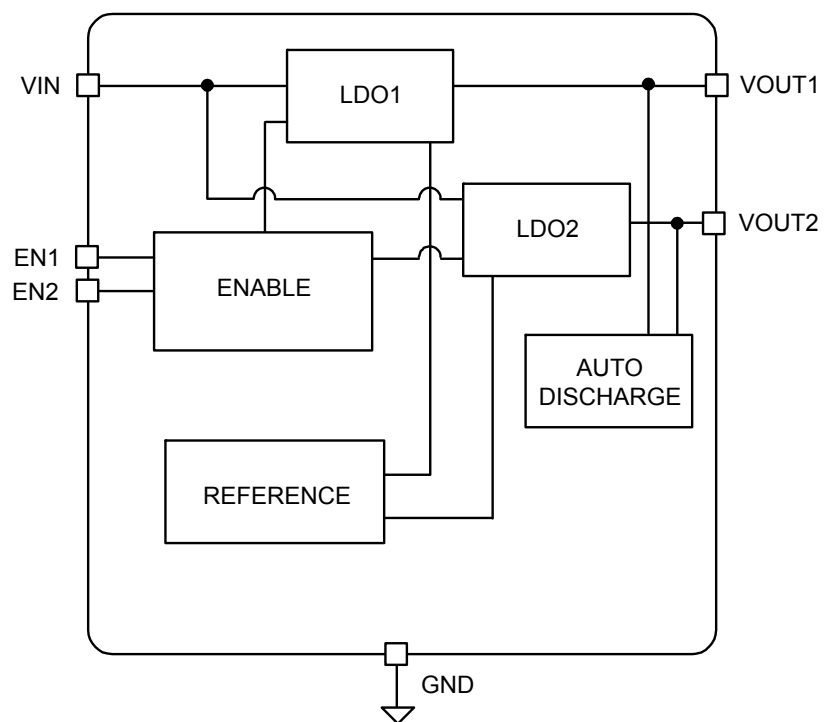 VIN
LDO1
VOUT1
LDO2
VOUT2
EN1
EN2
ENABLE
AUTO
DISCHARGE
REFERENCE
GND